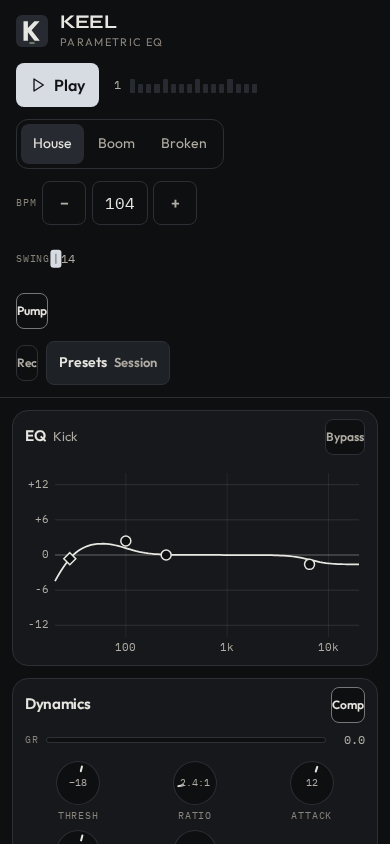 K KEEL
PARAMETRIC EQ
Play 1
House Boom Broken
BPM − 104 +
SWING 14
Pump
Rec Presets Session
EQ Kick Bypass
+12
+6
0
-6
-12
100 1k 10k
Dynamics Comp
GR 0.0
−18 2.4:1 12
THRESH RATIO ATTACK